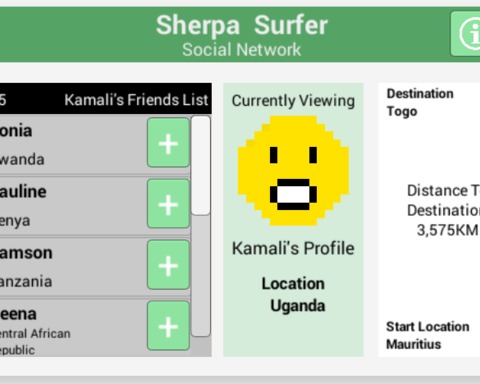 Sherpa Surfer
Social Network
5 Kamali's Friends List
onia
wanda
auline
enya
amson
anzania
eena
entral African
epublic
Currently Viewing
Kamali's Profile
Location
Uganda
Destination
Togo
Distance T
Destination
3,575KM
Start Location
Mauritius